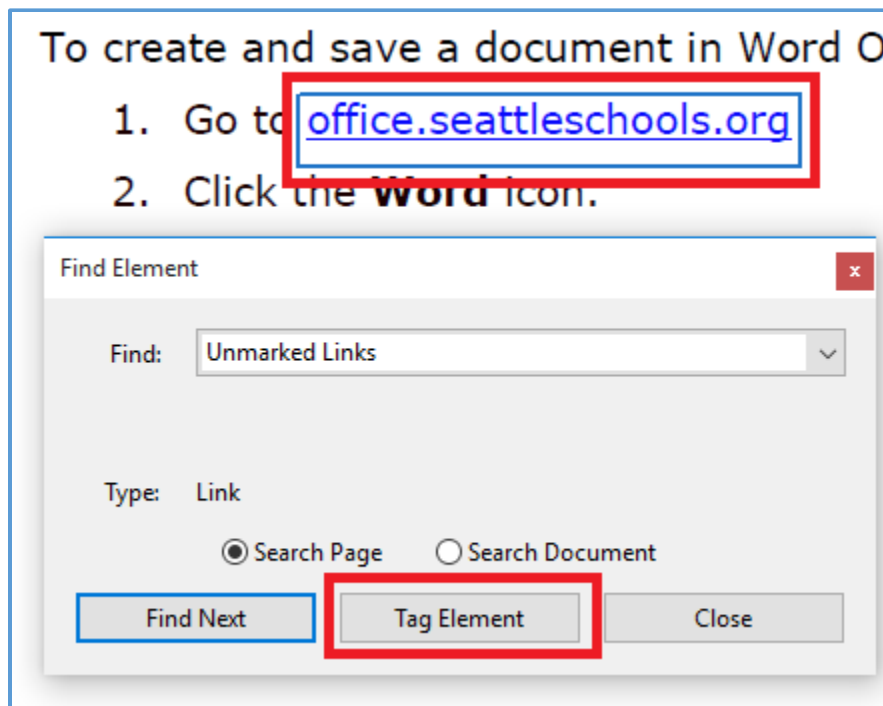 To create and save a document in Word O
1. Go to office.seattleschools.org
2. Click the Word icon.
Find Element
x
Find: Unmarked Links
Type: Link
Search Page Search Document
Find Next Tag Element Close